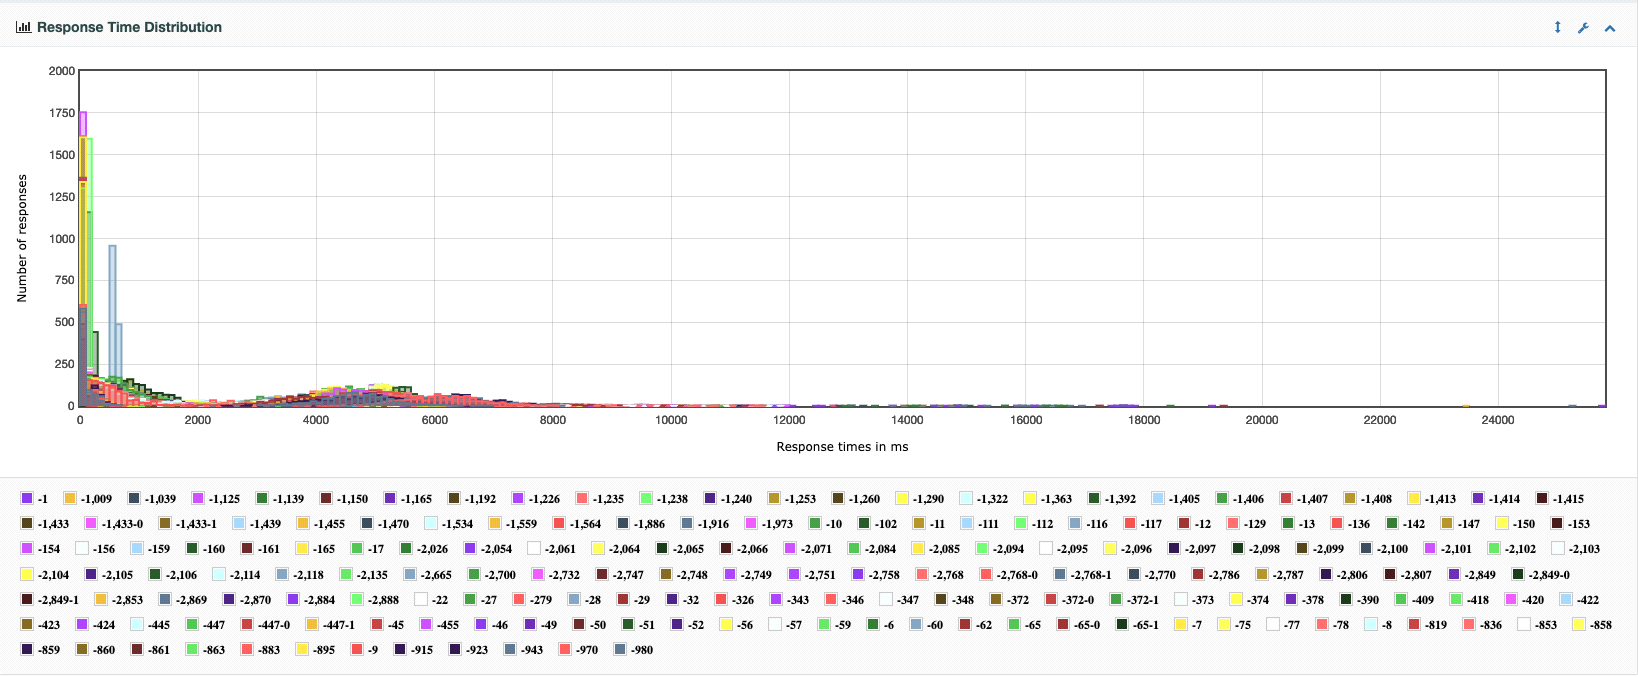 Response Time Distribution
2000
1750
1500
1250
1000
750
500
250
0
Number of responses
0 2000 4000 6000 8000 10000 12000 14000 16000 18000 20000 22000 24000
Response times in ms
-1 -1,009 -1,039 -1,125 -1,139 -1,150 -1,165 -1,192 -1,226 -1,235 -1,238 -1,240 -1,253 -1,260 -1,290 -1,322 -1,363 -1,392 -1,405 -1,406 -1,407 -1,408 -1,413 -1,414 -1,415
-1,433 -1,433-0 -1,433-1 -1,439 -1,455 -1,470 -1,534 -1,559 -1,564 -1,886 -1,916 -1,973 -10 -102 -11 -111 -112 -116 -117 -12 -129 -13 -136 -142 -147 -150 -153
-154 -156 -159 -160 -161 -165 -17 -2,026 -2,054 -2,061 -2,064 -2,065 -2,066 -2,071 -2,084 -2,085 -2,094 -2,095 -2,096 -2,097 -2,098 -2,099 -2,100 -2,101 -2,102 -2,103
-2,104 -2,105 -2,106 -2,114 -2,118 -2,135 -2,665 -2,700 -2,732 -2,747 -2,748 -2,749 -2,751 -2,758 -2,768 -2,768-0 -2,768-1 -2,770 -2,786 -2,787 -2,806 -2,807 -2,849 -2,849-0
-2,849-1 -2,853 -2,869 -2,870 -2,884 -2,888 -22 -27 -279 -28 -29 -32 -326 -343 -346 -347 -348 -372 -372-0 -372-1 -373 -374 -378 -390 -409 -418 -420 -422
-423 -424 -445 -447 -447-0 -447-1 -45 -455 -46 -49 -50 -51 -52 -56 -57 -59 -6 -60 -62 -65 -65-0 -65-1 -7 -75 -77 -78 -8 -819 -836 -853 -858
-859 -860 -861 -863 -883 -895 -9 -915 -923 -943 -970 -980